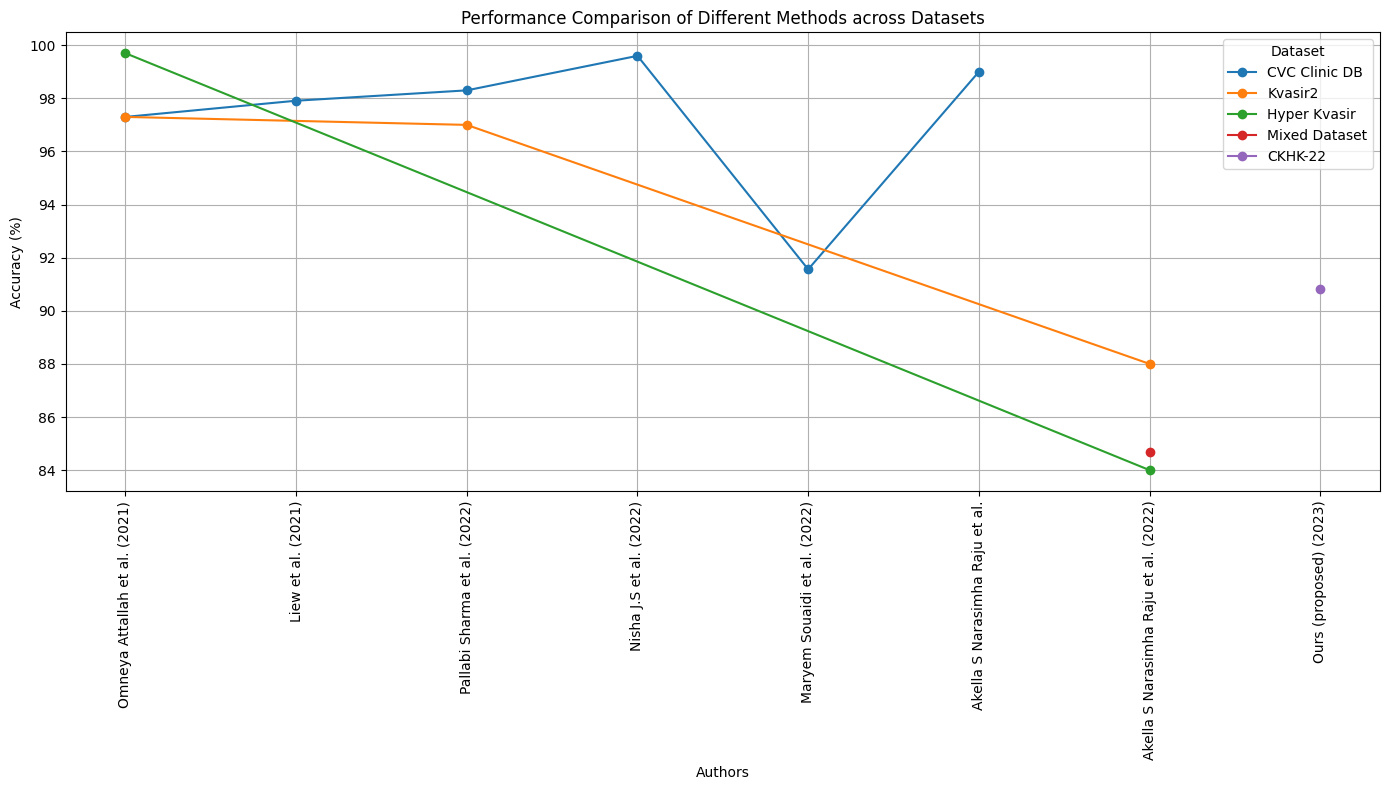 Performance Comparison of Different Methods across Datasets
Accuracy (%)
100
98
96
94
92
90
88
86
84
Dataset
CVC Clinic DB
Kvasir2
Hyper Kvasir
Mixed Dataset
CKHK-22
Omneya Attallah et al. (2021)
Liew et al. (2021)
Pallabi Sharma et al. (2022)
Nisha J.S et al. (2022)
Maryem Souaidi et al. (2022)
Akella S Narasimha Raju et al.
Akella S Narasimha Raju et al. (2022)
Ours (proposed) (2023)
Authors